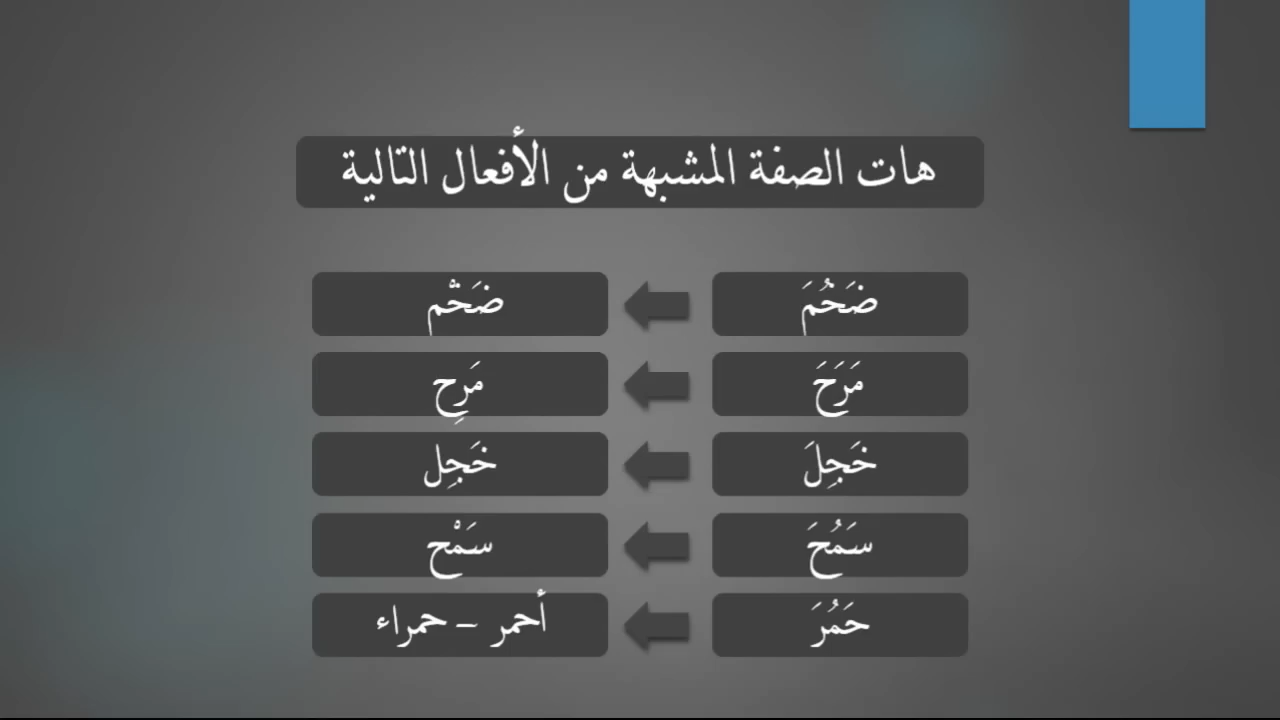 هات الصفة المشبهة من الأفعال التالية
ضَخُمَ ضَخْم
مَرَحَ مَرِح
خَجِلَ خَجِل
سَمُحَ سَمْح
حَمُرَ أحمر – حمراء